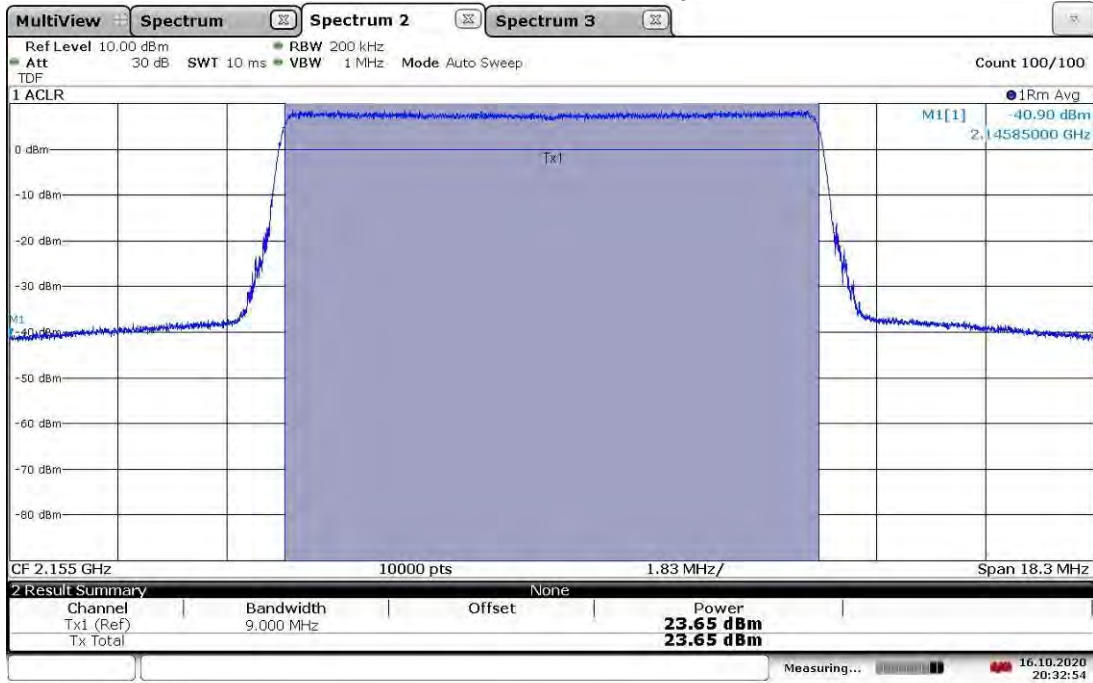 MultiView Spectrum Spectrum 2 Spectrum 3
Ref Level 10.00 dBm RBW 200 kHz
Att 30 dB SWT 10 ms VBW 1 MHz Mode Auto Sweep Count 100/100
TDF
1 ACLR 1Rm Avg
M1[1] -40.90 dBm
2.14585000 GHz
0 dBm
Tx1
-10 dBm
-20 dBm
-30 dBm
M1
-40 dBm
-50 dBm
-60 dBm
-70 dBm
-80 dBm
CF 2.155 GHz 10000 pts 1.83 MHz/ Span 18.3 MHz
2 Result Summary None
Channel Bandwidth Offset Power
Tx1 (Ref) 9.000 MHz 23.65 dBm
Tx Total 23.65 dBm
Measuring... 16.10.2020
20:32:54